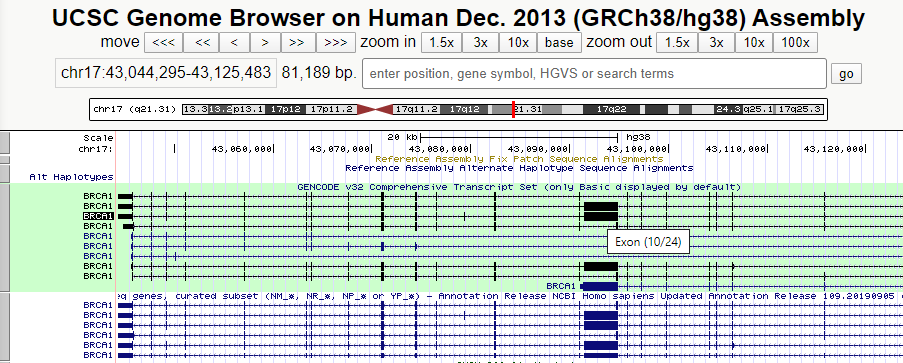 UCSC Genome Browser on Human Dec. 2013 (GRCh38/hg38) Assembly
move <<< << < > >> >>> zoom in 1.5x 3x 10x base zoom out 1.5x 3x 10x 100x
chr17:43,044,295-43,125,483 81,189 bp. enter position, gene symbol, HGVS or search terms go
chr17 (q21.31) 13.3 13.2 p13.1 17p12 17p11.2 17q11.2 17q12 21.31 17q22 24.3 q25.1 17q25.3
Scale 20 kb hg38
chr17: 43,060,000 43,070,000 43,080,000 43,090,000 43,100,000 43,110,000 43,120,000
Reference Assembly Fix Patch Sequence Alignments
Reference Assembly Alternate Haplotype Sequence Alignments
Alt Haplotypes
GENCODE v32 Comprehensive Transcript Set (only Basic displayed by default)
BRCA1
BRCA1
BRCA1
BRCA1
BRCA1
BRCA1
Exon (10/24)
BRCA1
BRCA1
BRCA1
BRCA1
eq genes, curated subset (NM_*, NR_*, NP_* or YP_*) - Annotation Release NCBI Homo sapiens Updated Annotation Release 109.20190905
BRCA1
BRCA1
BRCA1
BRCA1
BRCA1
BRCA1